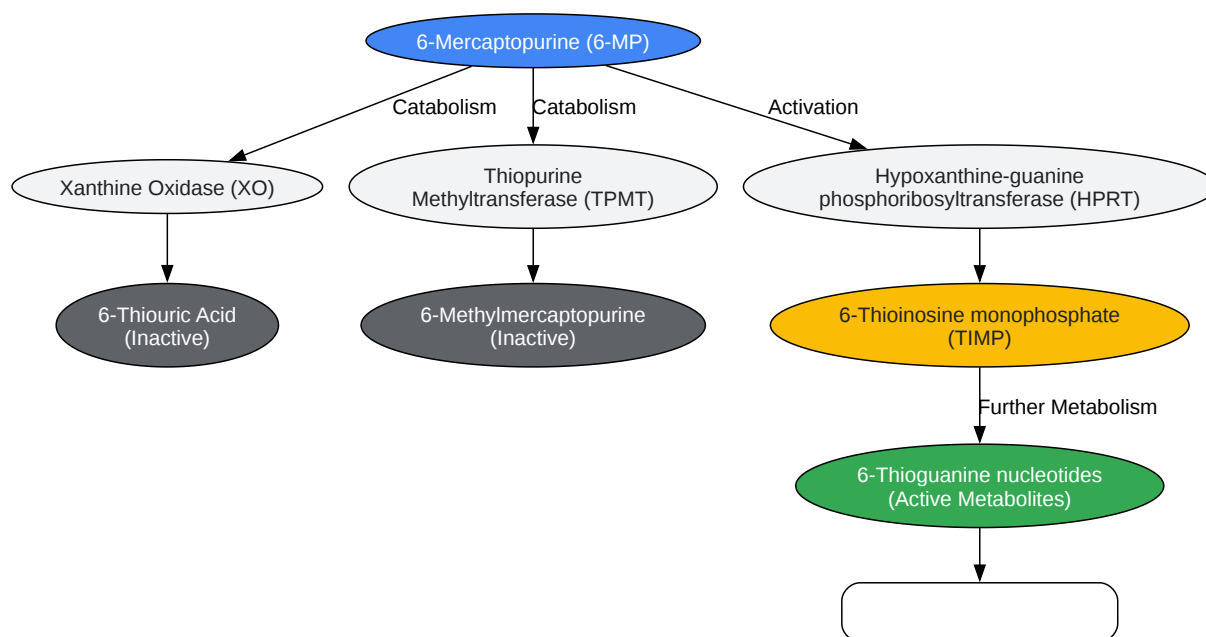 6-Mercaptopurine (6-MP)
Catabolism
Catabolism
Activation
Xanthine Oxidase (XO)
Thiopurine
Methyltransferase (TPMT)
Hypoxanthine-guanine
phosphoribosyltransferase (HPRT)
6-Thiouric Acid
(Inactive)
6-Methylmercaptopurine
(Inactive)
6-Thioinosine monophosphate
(TIMP)
Further Metabolism
6-Thioguanine nucleotides
(Active Metabolites)